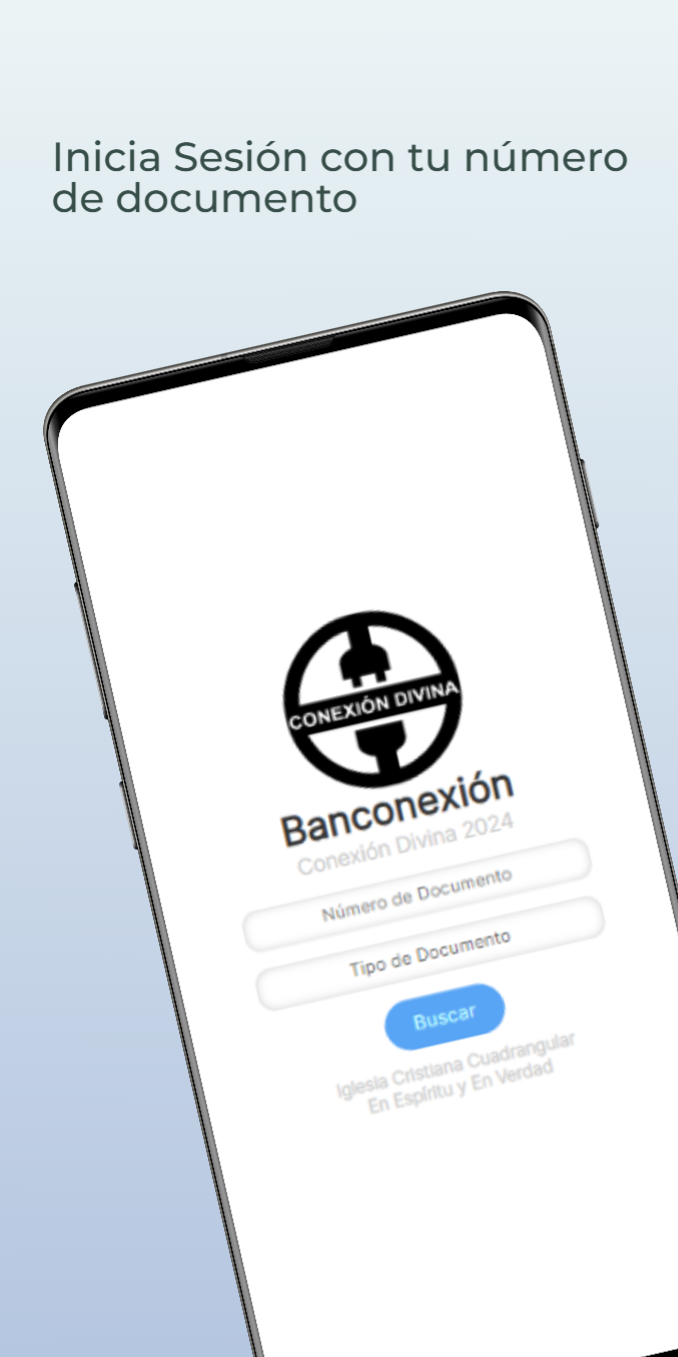 Inicia Sesión con tu número
de documento
CONEXIÓN DIVINA
Banconexión
Conexión Divina 2024
Número de Documento
Tipo de Documento
Buscar
Iglesia Cristiana Cuadrangular
En Espíritu y En Verdad